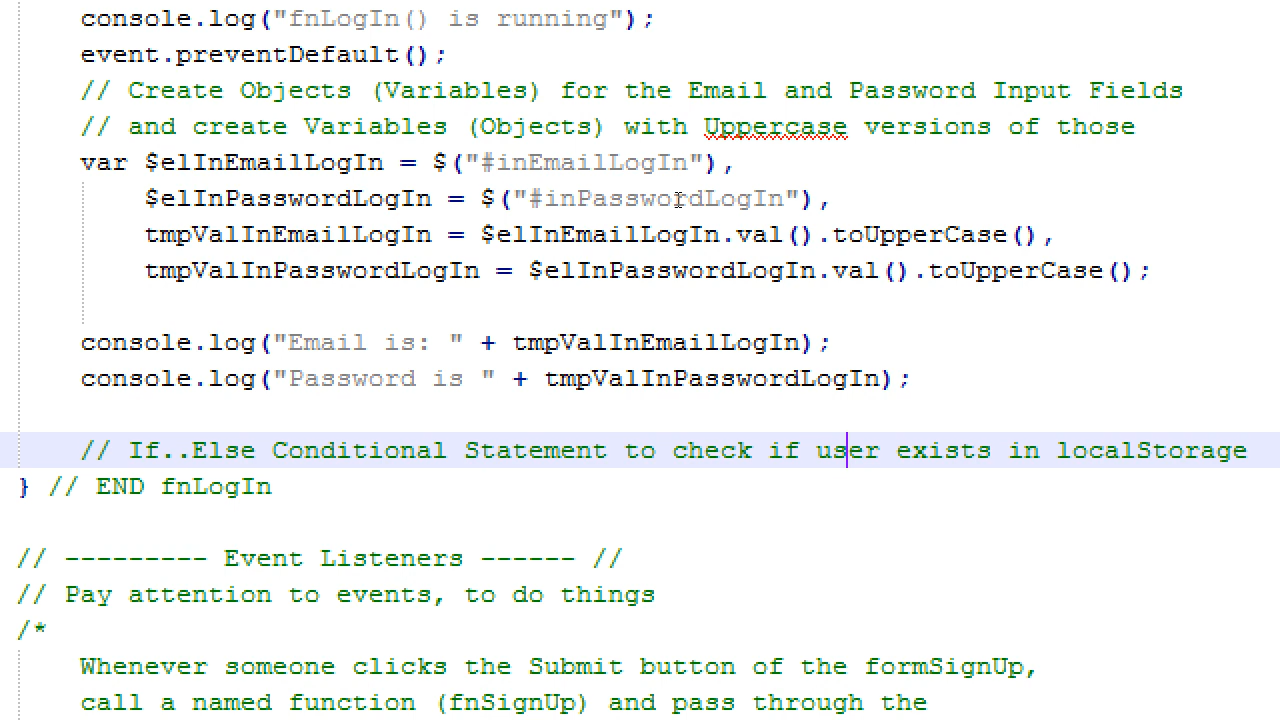 console.log("fnLogIn() is running");
event.preventDefault();
// Create Objects (Variables) for the Email and Password Input Fields
// and create Variables (Objects) with Uppercase versions of those
var $elInEmailLogIn = $("#inEmailLogIn"),
$elInPasswordLogIn = $("#inPasswordLogIn"),
tmpValInEmailLogIn = $elInEmailLogIn.val().toUpperCase(),
tmpValInPasswordLogIn = $elInPasswordLogIn.val().toUpperCase();
console.log("Email is: " + tmpValInEmailLogIn);
console.log("Password is " + tmpValInPasswordLogIn);
// If..Else Conditional Statement to check if user exists in localStorage
} // END fnLogIn
// --------- Event Listeners ------ //
// Pay attention to events, to do things
/*
Whenever someone clicks the Submit button of the formSignUp,
call a named function (fnSignUp) and pass through the